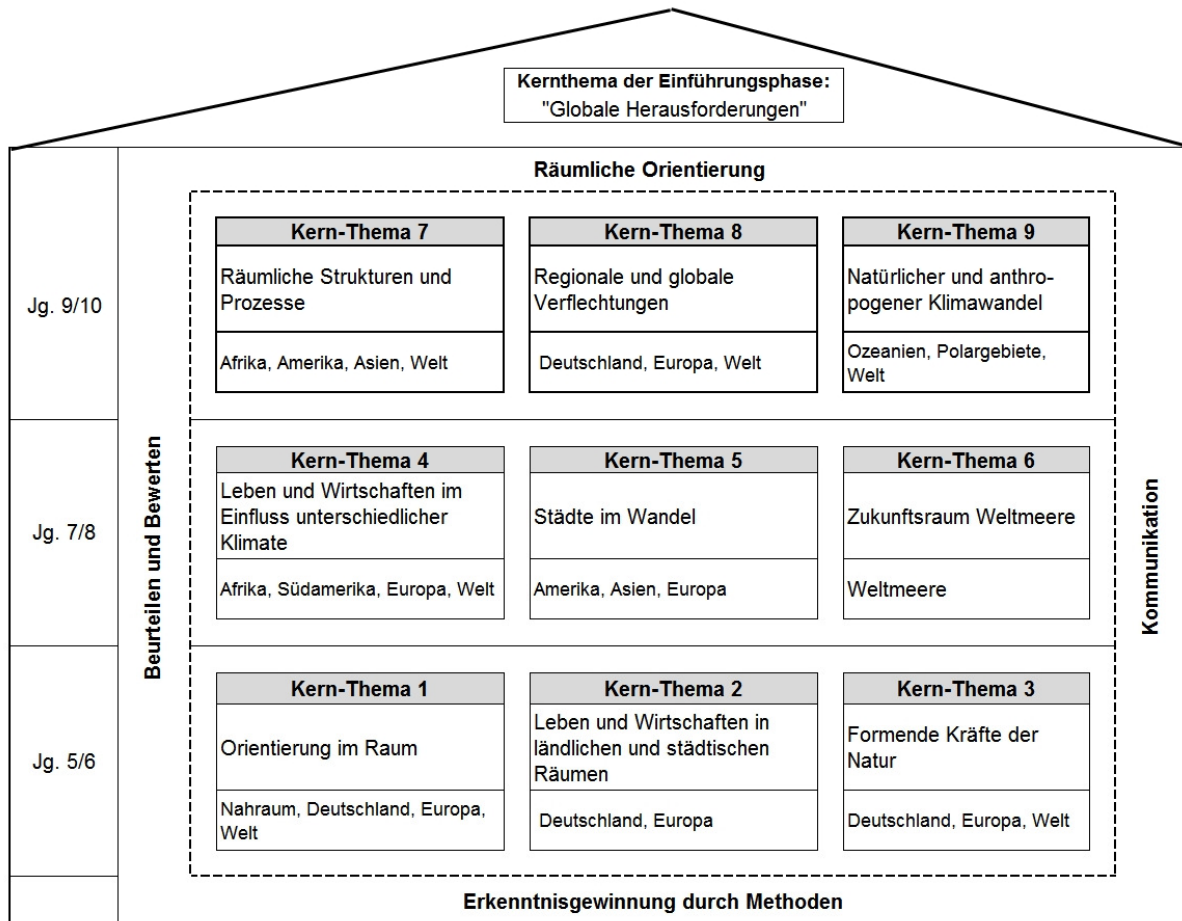 Kernthema der Einführungsphase:
"Globale Herausforderungen"
Räumliche Orientierung
Jg. 9/10
Kern-Thema 7
Räumliche Strukturen und
Prozesse
Afrika, Amerika, Asien, Welt
Kern-Thema 8
Regionale und globale
Verflechtungen
Deutschland, Europa, Welt
Kern-Thema 9
Natürlicher und anthro-
pogener Klimawandel
Ozeanien, Polargebiete,
Welt
Beurteilen und Bewerten
Jg. 7/8
Kern-Thema 4
Leben und Wirtschaften im
Einfluss unterschiedlicher
Klimate
Afrika, Südamerika, Europa, Welt
Kern-Thema 5
Städte im Wandel
Amerika, Asien, Europa
Kern-Thema 6
Zukunftsraum Weltmeere
Weltmeere
Kommunikation
Jg. 5/6
Kern-Thema 1
Orientierung im Raum
Nahraum, Deutschland, Europa,
Welt
Kern-Thema 2
Leben und Wirtschaften in
ländlichen und städtischen
Räumen
Deutschland, Europa
Kern-Thema 3
Formende Kräfte der
Natur
Deutschland, Europa, Welt
Erkenntnisgewinnung durch Methoden